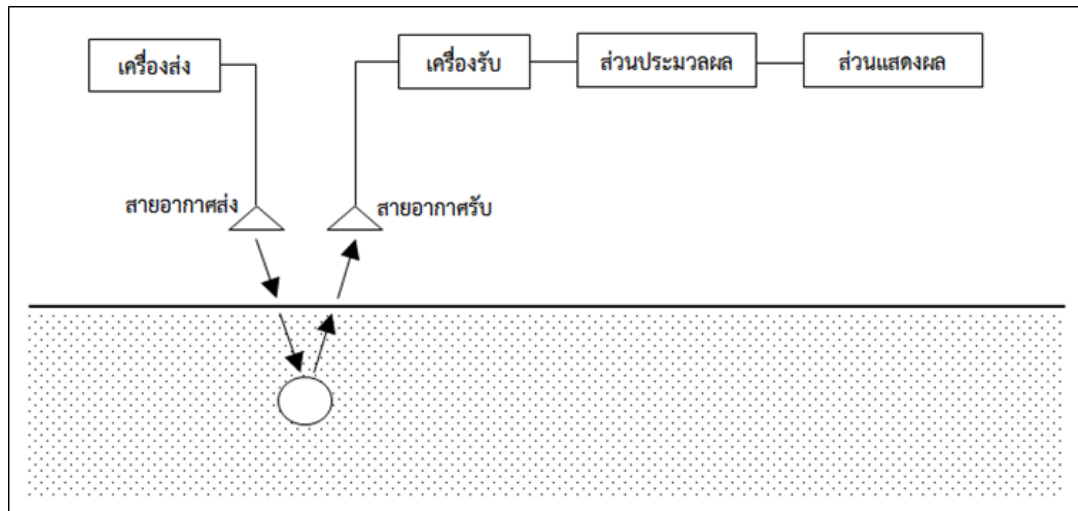 เครื่องส่ง
เครื่องรับ
ส่วนประมวลผล
ส่วนแสดงผล
สายอากาศส่ง
สายอากาศรับ